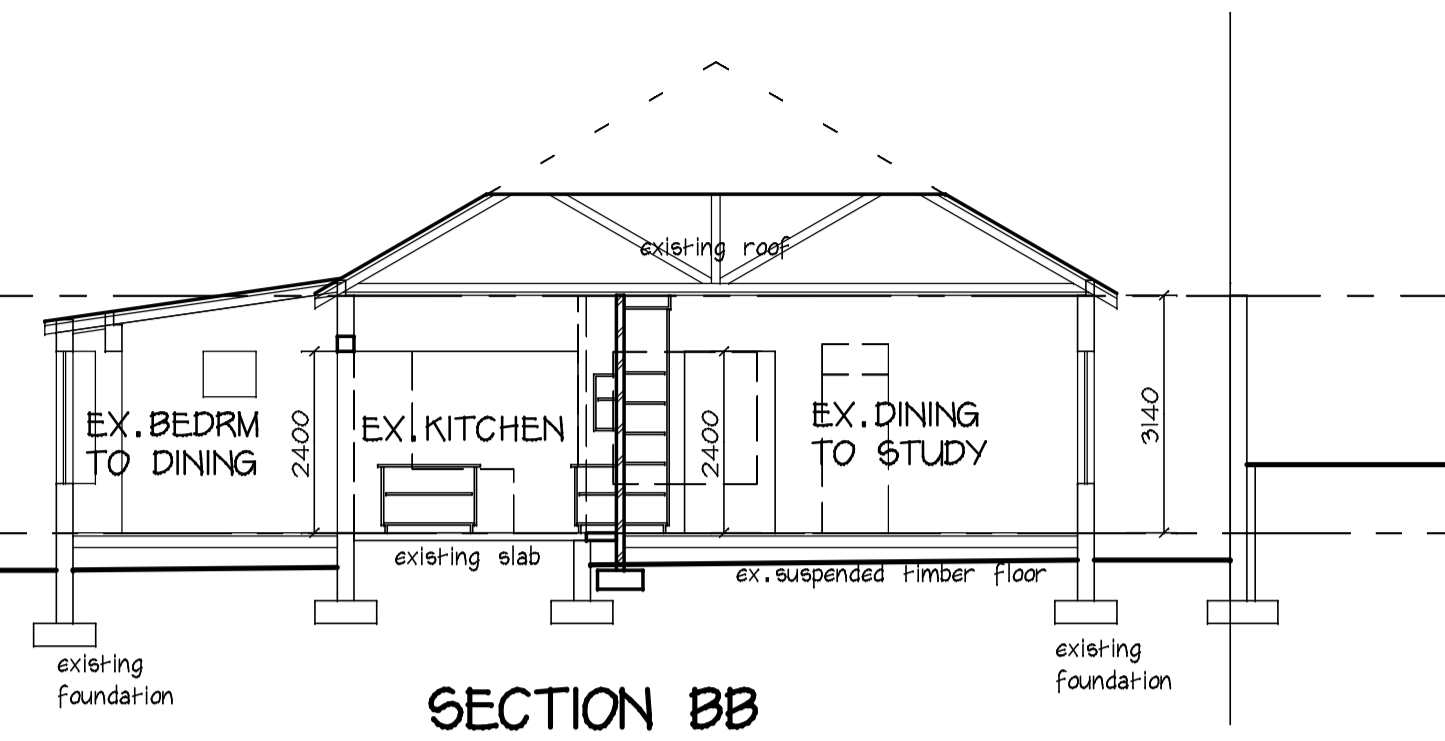 existing roof
EX.BEDRM
TO DINING
2400
EX.KITCHEN
2400
EX.DINING
TO STUDY
3140
existing slab
ex.suspended timber floor
existing
foundation
existing
foundation
SECTION BB